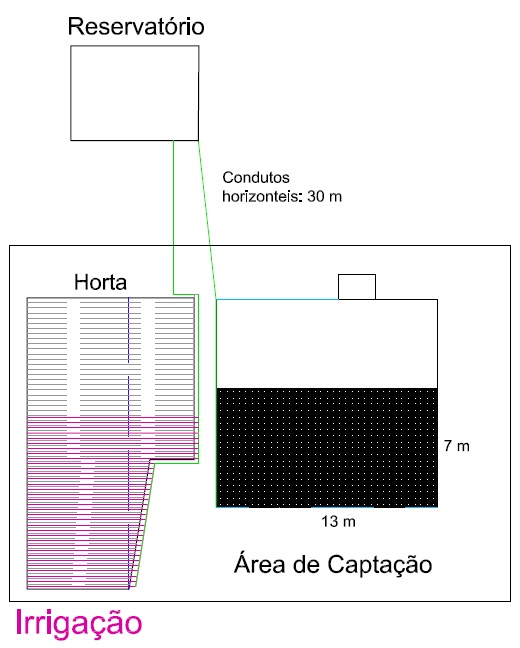 Reservatório
Condutos
horizonteis: 30 m
Horta
7 m
13 m
Área de Captação
Irrigação